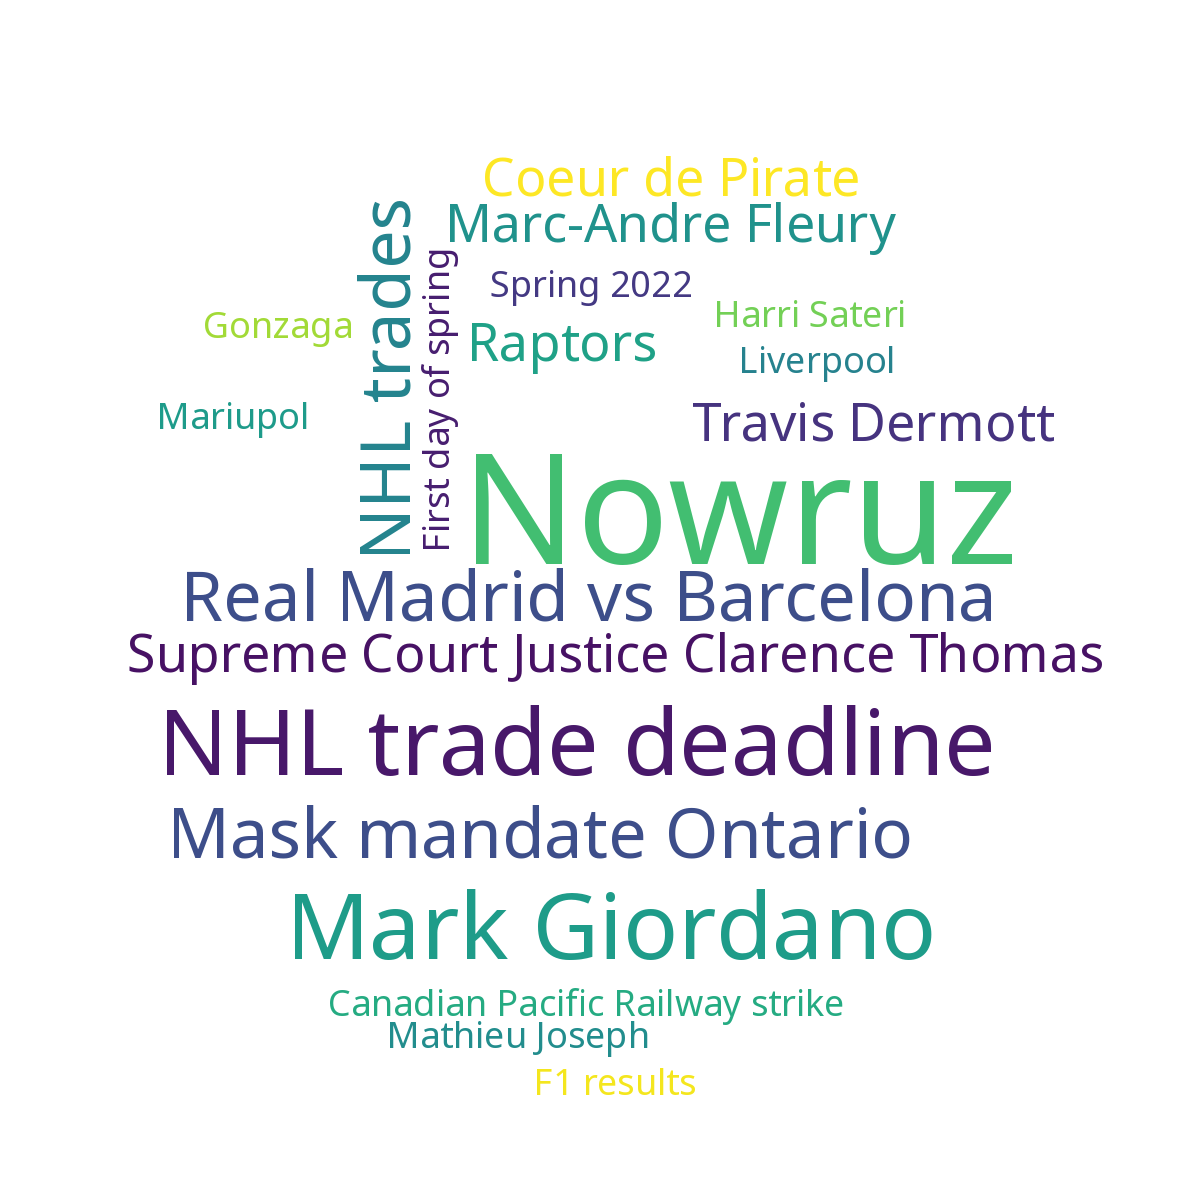 Coeur de Pirate
Marc-Andre Fleury
NHL trades
First day of spring
Spring 2022
Gonzaga
Harri Sateri
Raptors
Liverpool
Mariupol
Travis Dermott
Nowruz
Real Madrid vs Barcelona
Supreme Court Justice Clarence Thomas
NHL trade deadline
Mask mandate Ontario
Mark Giordano
Canadian Pacific Railway strike
Mathieu Joseph
F1 results